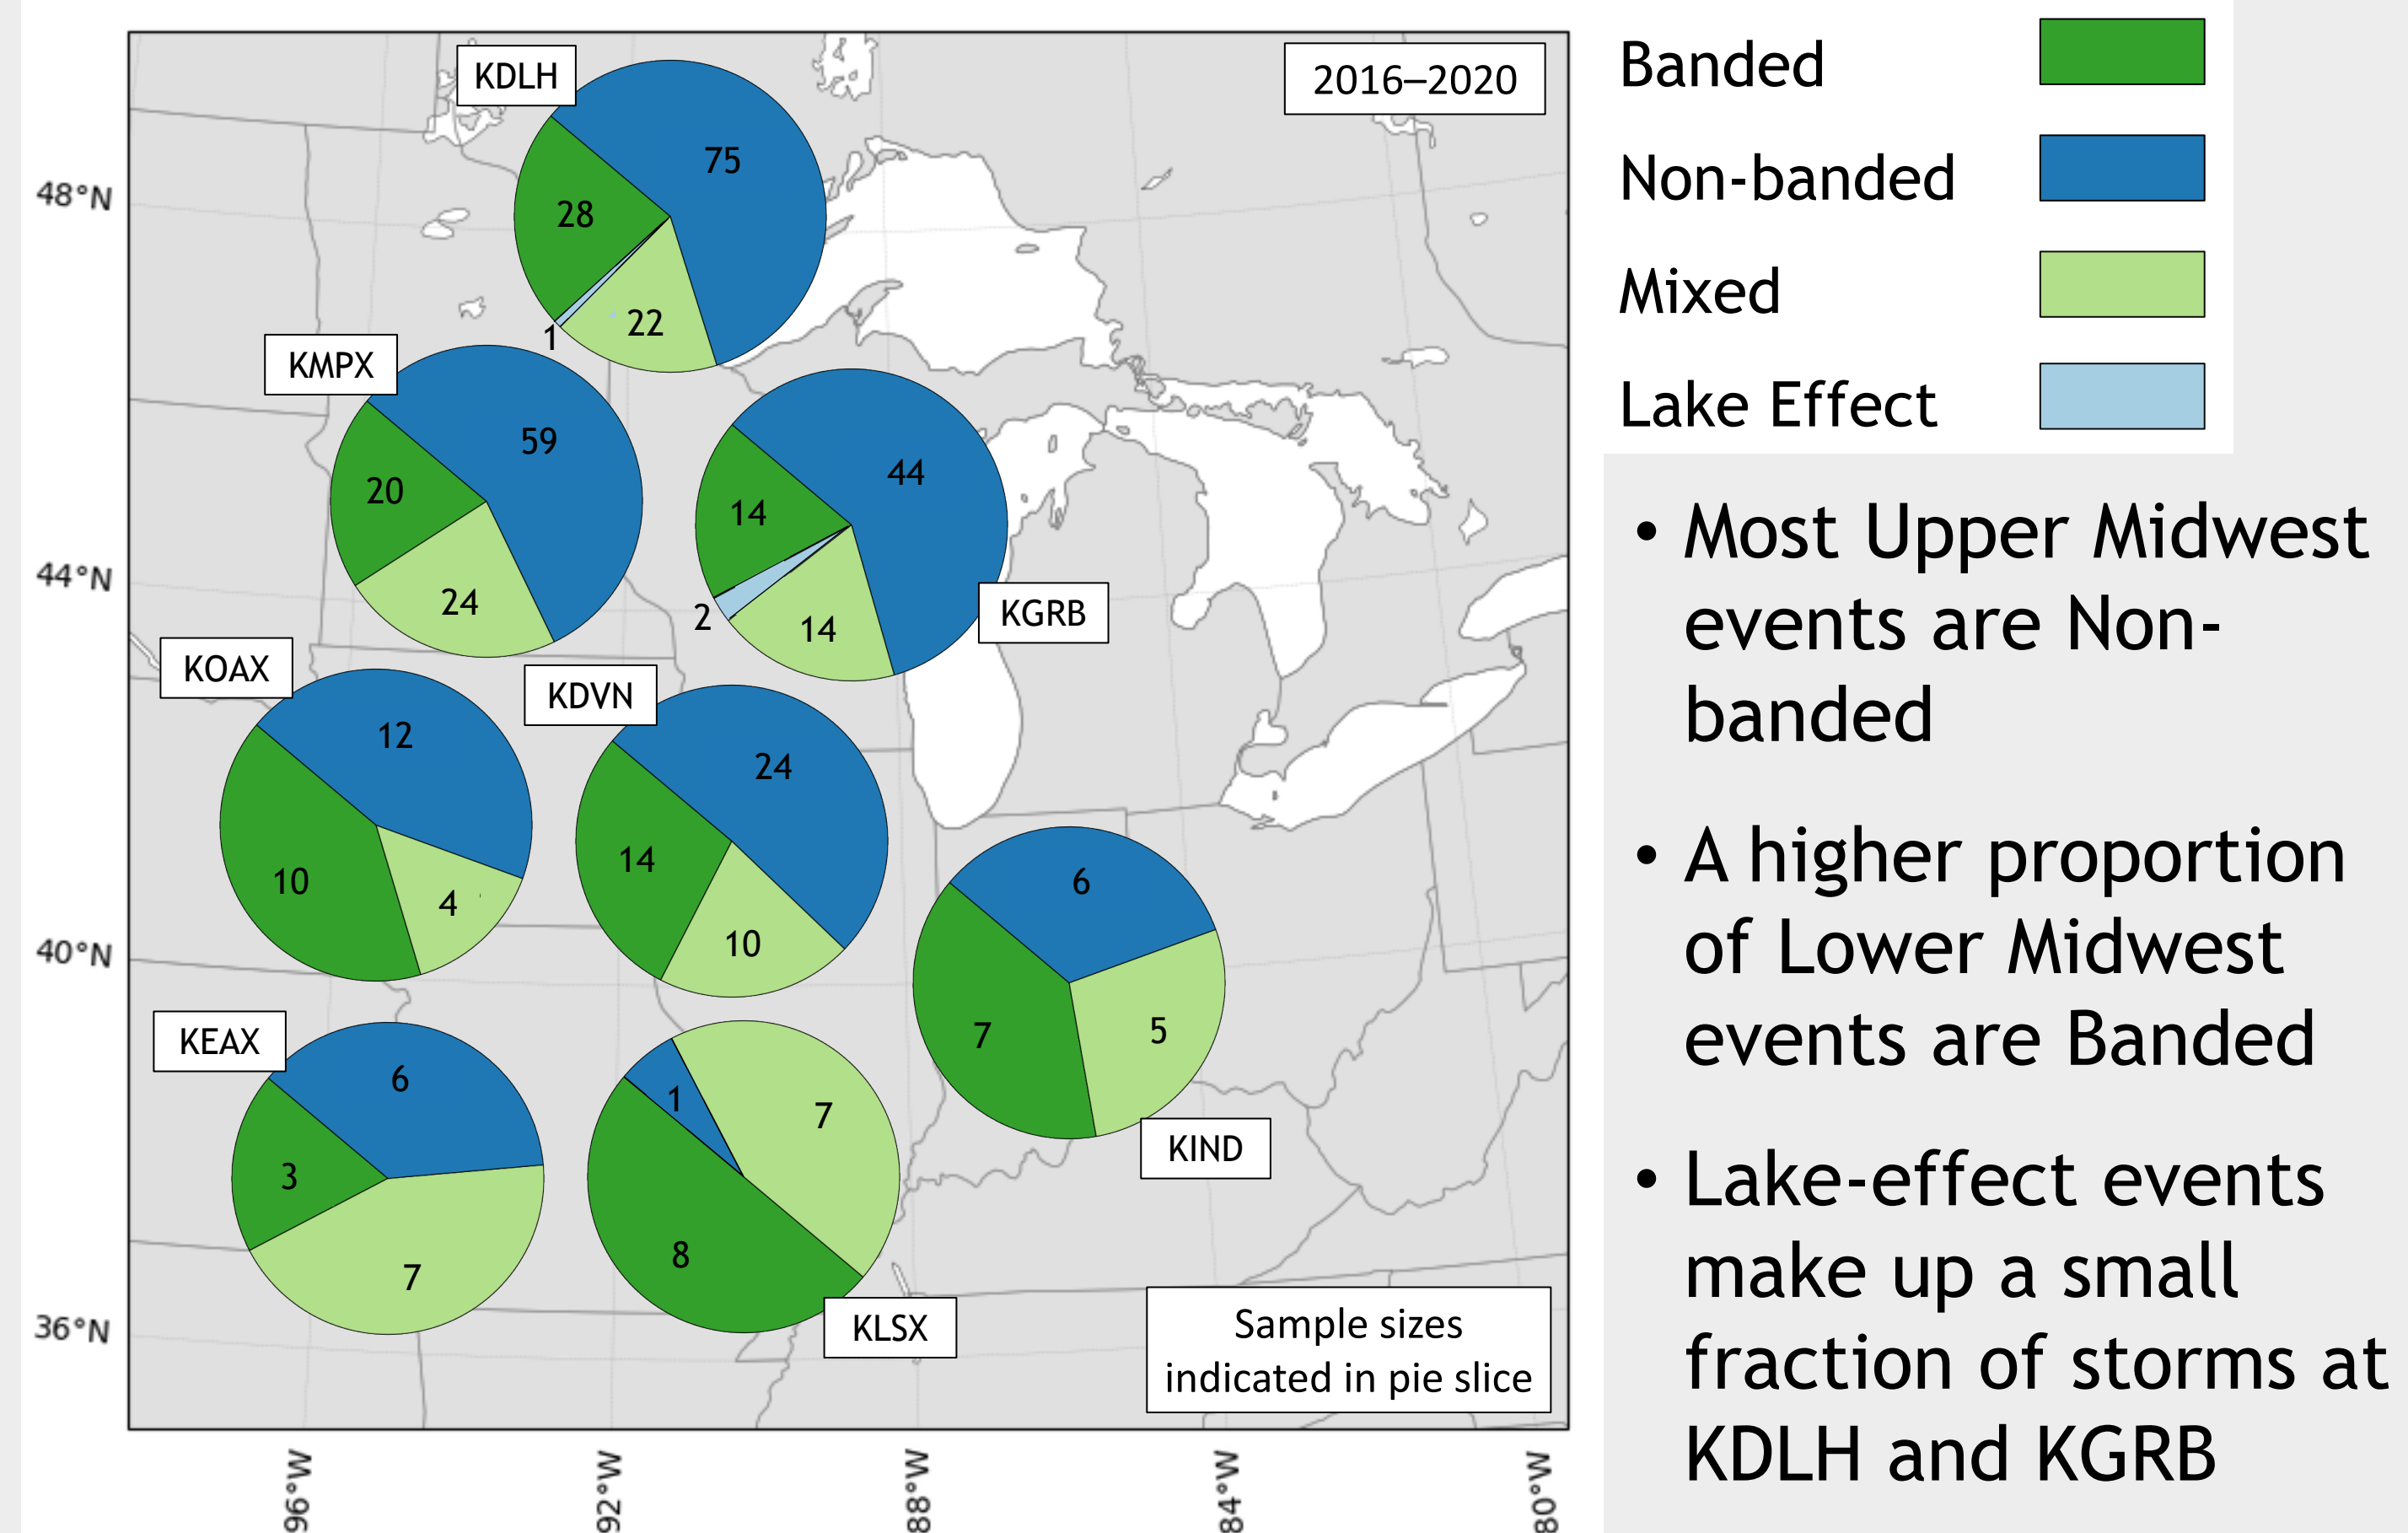 KDLH
2016–2020
75
28
22
1
KMPX
59
20
24
44
14
2
14
KGRB
KOAX
12
10
4
KDVN
24
14
10
6
7
5
KIND
KEAX
6
3
7
1
7
8
KLSX
Sample sizes
indicated in pie slice
48°N
44°N
40°N
36°N
96°W
92°W
88°W
84°W
80°W
Banded
Non-banded
Mixed
Lake Effect
• Most Upper Midwest
events are Non-
banded
• A higher proportion
of Lower Midwest
events are Banded
• Lake-effect events
make up a small
fraction of storms at
KDLH and KGRB